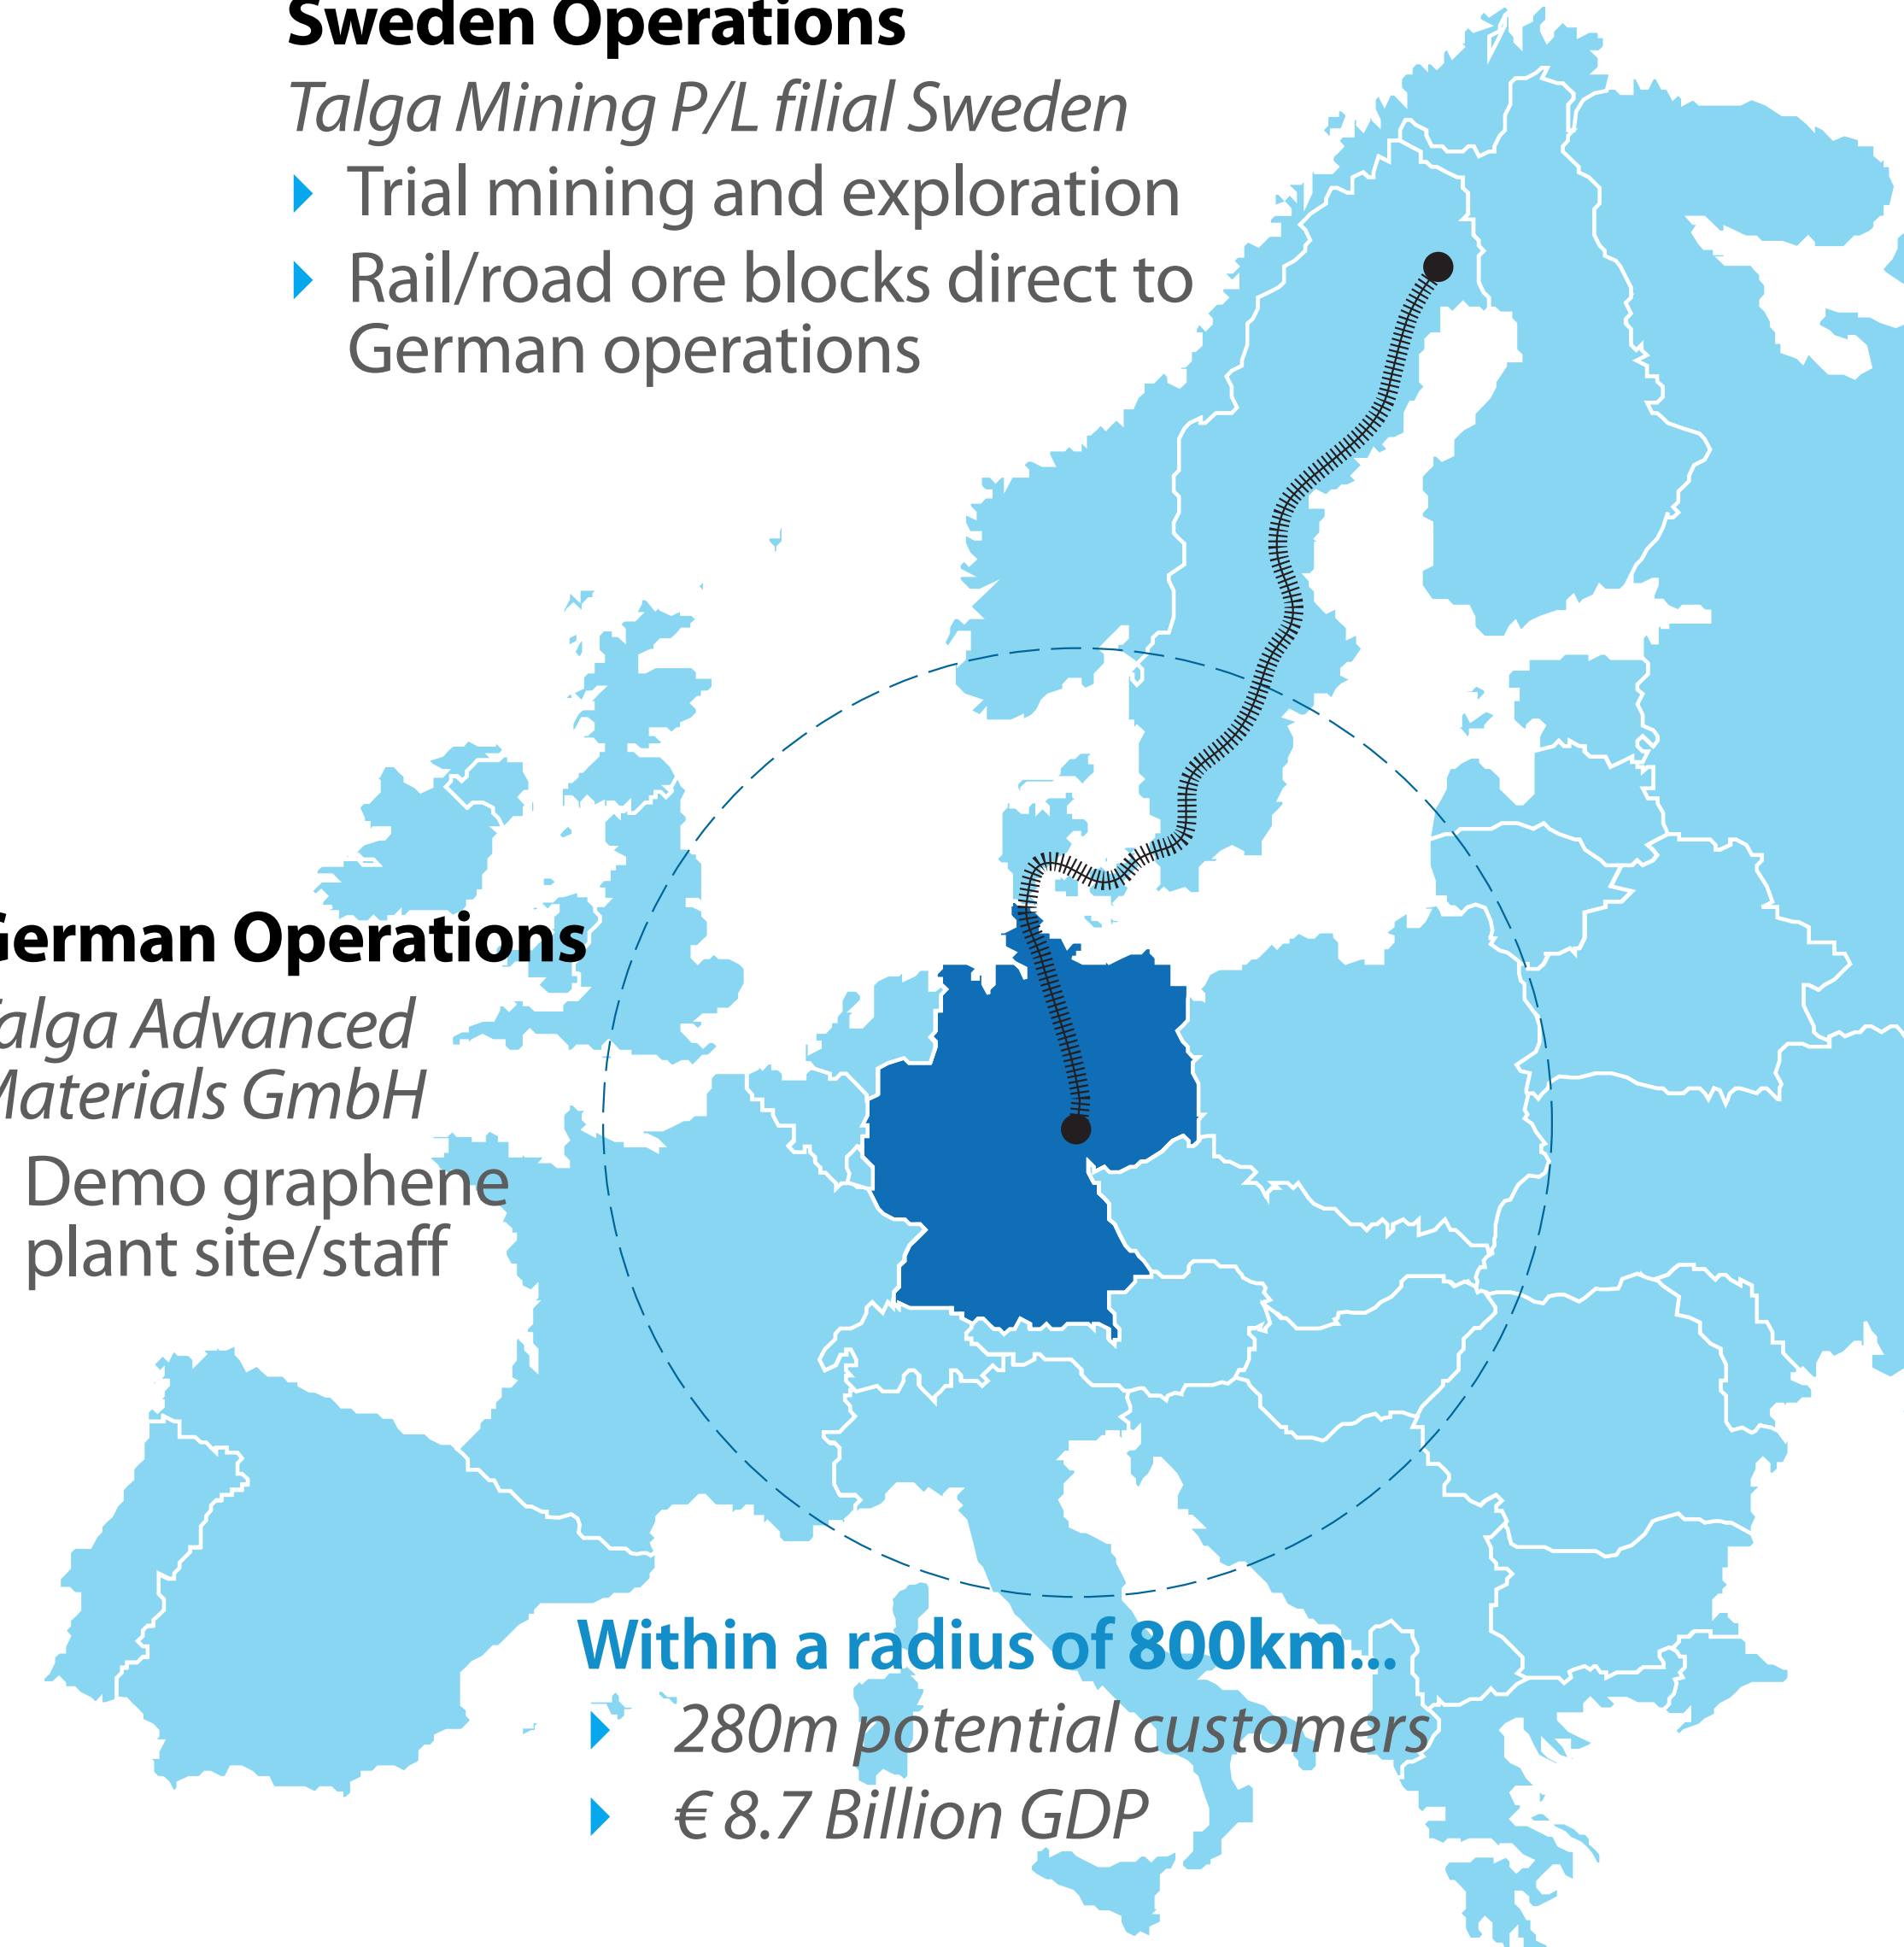 Sweden Operations
Talga Mining P/L filial Sweden
Trial mining and exploration
Rail/road ore blocks direct to
German operations
German Operations
Talga Advanced
Materials GmbH
Demo graphene
plant site/staff
Within a radius of 800km...
280m potential customers
€ 8.7 Billion GDP